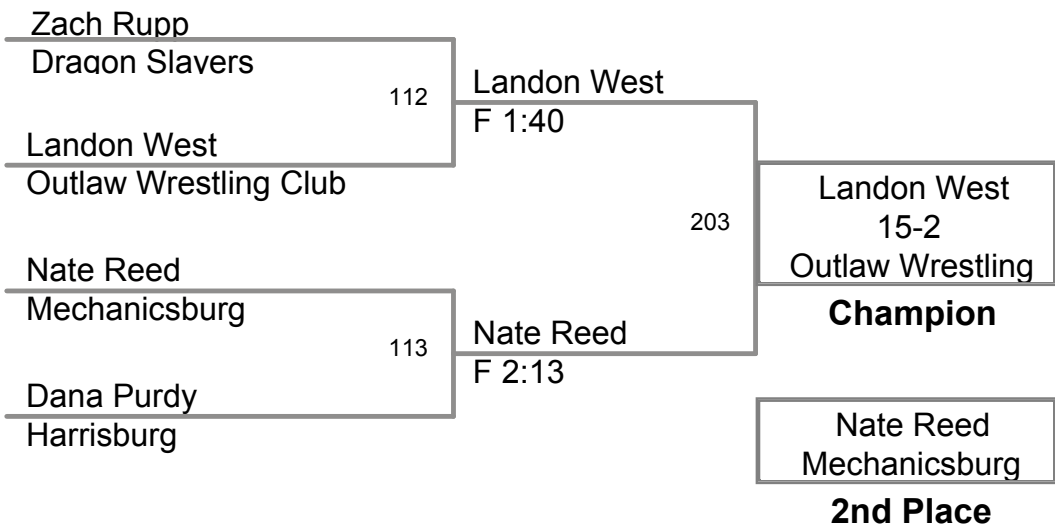 Zach Rupp
Dragon Slayers
112
Landon West
F 1:40
Landon West
Outlaw Wrestling Club
203
Landon West
15-2
Outlaw Wrestling
Champion
Nate Reed
Mechanicsburg
113
Nate Reed
F 2:13
Dana Purdy
Harrisburg
Nate Reed
Mechanicsburg
2nd Place